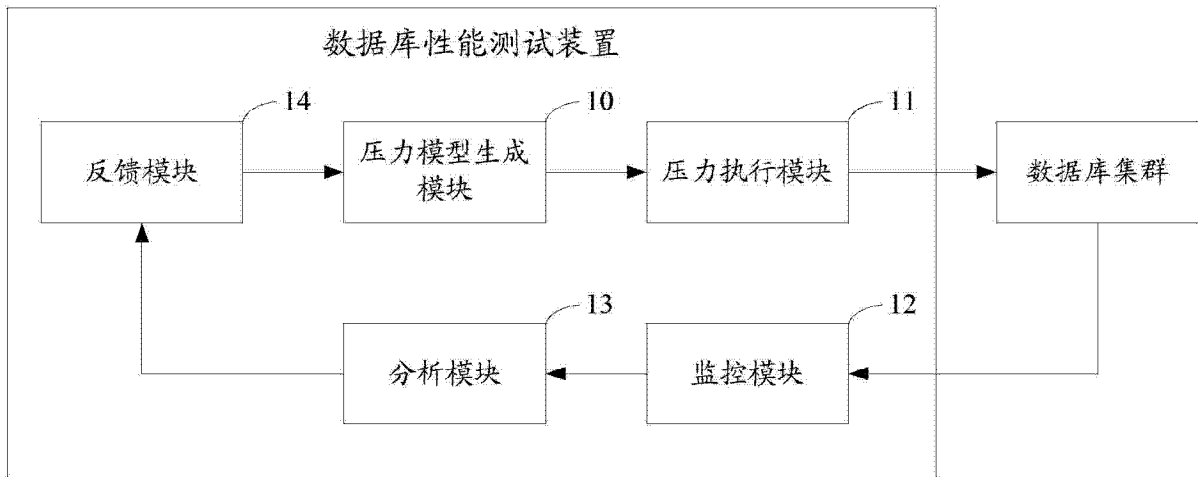 数据库性能测试装置
14
10
11
反馈模块
压力模型生成
模块
压力执行模块
数据库集群
13
12
分析模块
监控模块